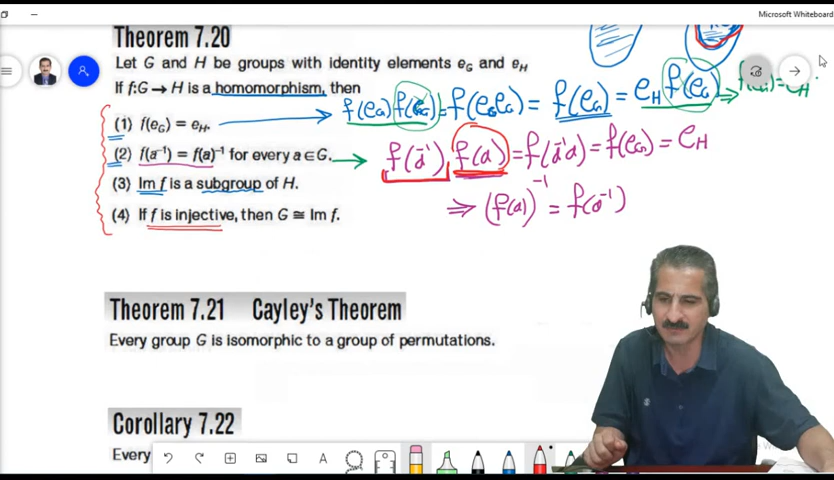 Microsoft Whiteboard
Theorem 7.20
Let G and H be groups with identity elements e_G and e_H
If f:G → H is a homomorphism, then
f(e_G) f(e_G) = f(e_G e_G) = f(e_G) = e_H f(e_G)
(1) f(e_G) = e_H.
(2) f(a⁻¹) = f(a)⁻¹ for every a ∈ G. → f(a⁻¹) f(a) = f(a⁻¹a) = f(e_G) = e_H
(3) Im f is a subgroup of H.
⇒ (f(a))⁻¹ = f(a⁻¹)
(4) If f is injective, then G ≅ Im f.
Theorem 7.21 Cayley's Theorem
Every group G is isomorphic to a group of permutations.
Corollary 7.22
Every